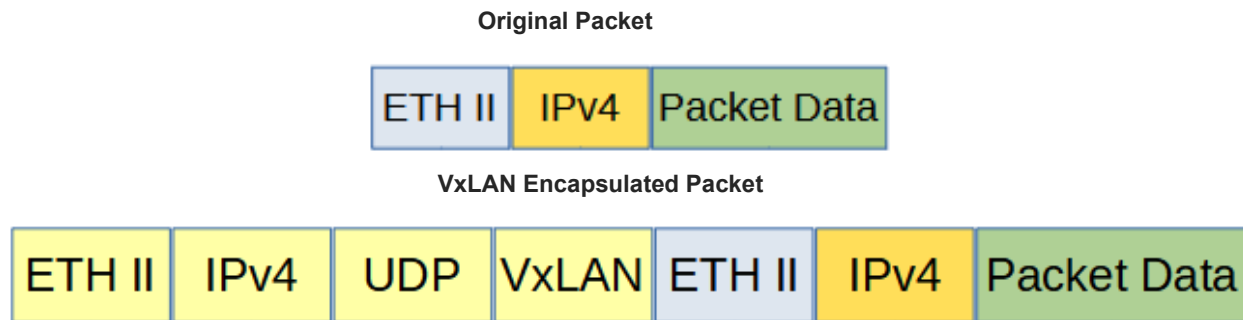 Original Packet
ETH II IPv4 Packet Data
VxLAN Encapsulated Packet
ETH II IPv4 UDP VxLAN ETH II IPv4 Packet Data